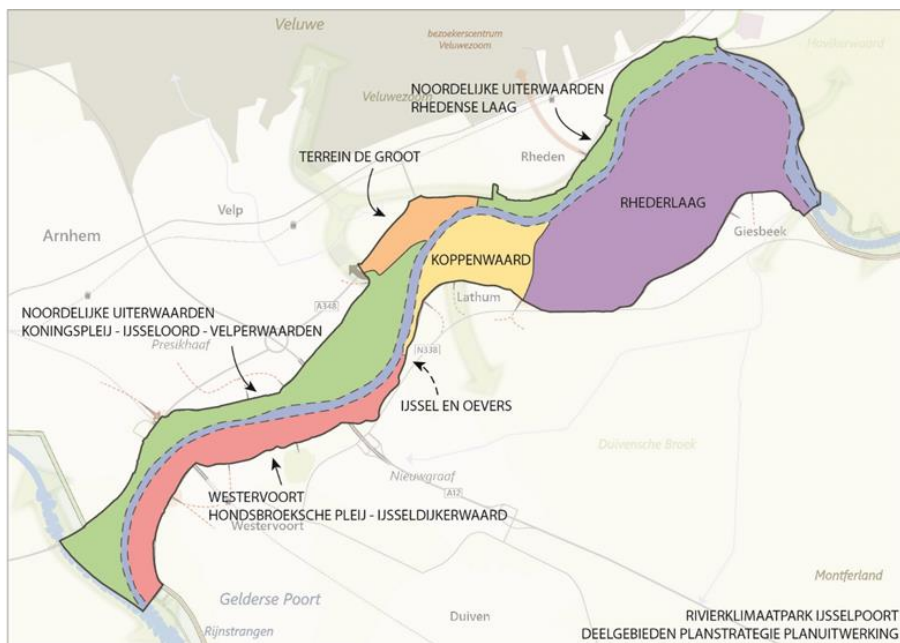 Veluwe
bezoekerscentrum
Veluwezoom
Havikerwaard
Veluwezoom
NOORDELIJKE UITERWAARDEN
RHEDENSE LAAG
TERREIN DE GROOT
Rheden
RHEDERLAAG
Velp
Arnhem
Giesbeek
KOPPENWAARD
Lathum
A348
NOORDELIJKE UITERWAARDEN
KONINGSPLEIJ - IJSSELOORD - VELPERWAARDEN
Presikhaaf
N338
IJSSEL EN OEVERS
Duivensche Broek
Nieuwgraaf
A12
WESTERVOORT
HONDSBROEKSCHE PLEIJ - IJSSELDIJKERWAARD
Westervoort
Montferland
Gelderse Poort
Duiven
Rijnstrangen
RIVIERKLIMAATPARK IJSSELPOORT
DEELGEBIEDEN PLANSTRATEGIE PLANUITWERKING